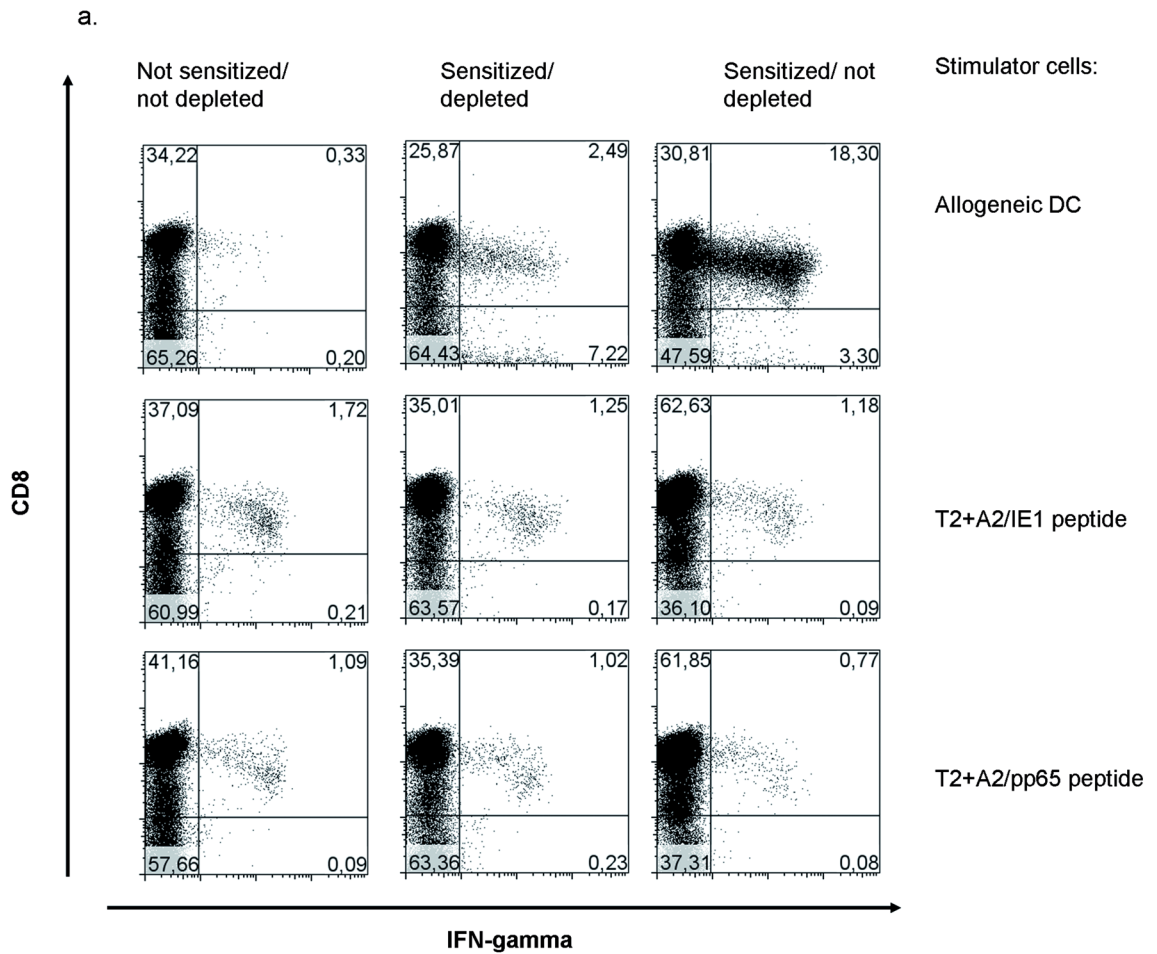 a.
Not sensitized/
not depleted
Sensitized/
depleted
Sensitized/ not
depleted
Stimulator cells:
34,22 0,33
65,26 0,20
25,87 2,49
64,43 7,22
30,81 18,30
47,59 3,30
Allogeneic DC
37,09 1,72
60,99 0,21
35,01 1,25
63,57 0,17
62,63 1,18
36,10 0,09
T2+A2/IE1 peptide
41,16 1,09
57,66 0,09
35,39 1,02
63,36 0,23
61,85 0,77
37,31 0,08
T2+A2/pp65 peptide
CD8
IFN-gamma